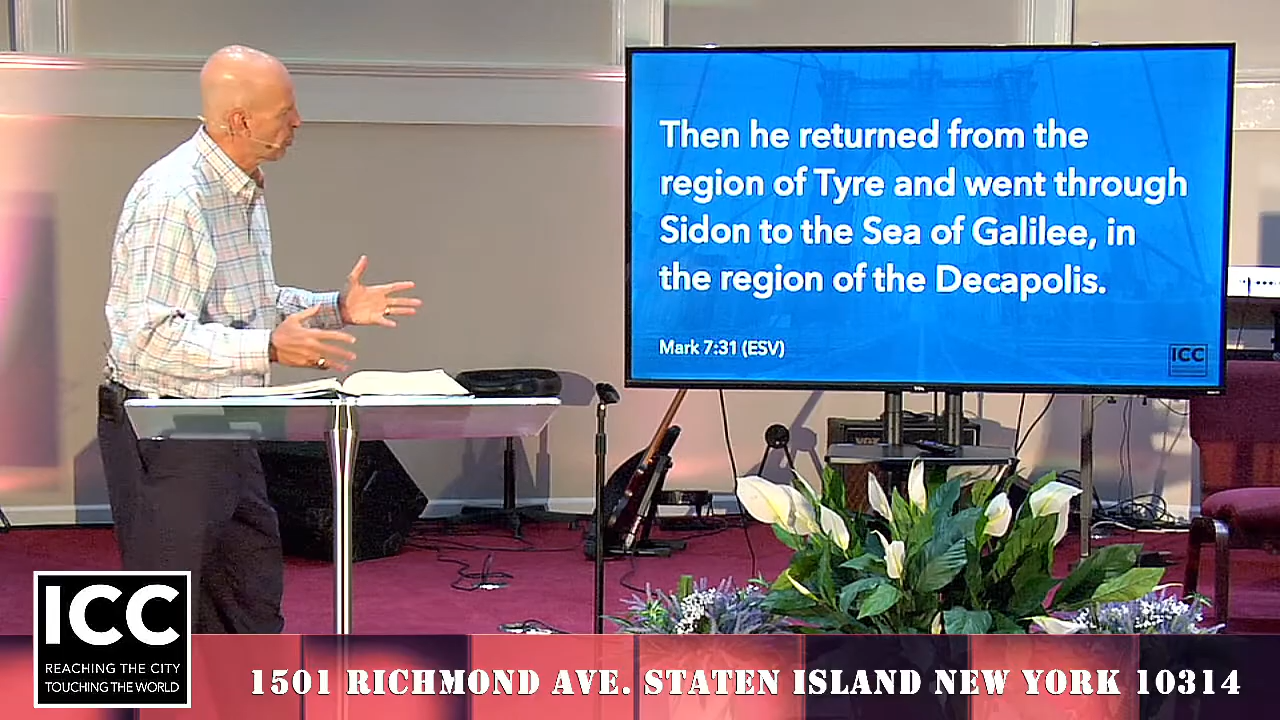 Then he returned from the
region of Tyre and went through
Sidon to the Sea of Galilee, in
the region of the Decapolis.
Mark 7:31 (ESV)
ICC
VOX
ICC
REACHING THE CITY
TOUCHING THE WORLD
1501 RICHMOND AVE. STATEN ISLAND NEW YORK 10314